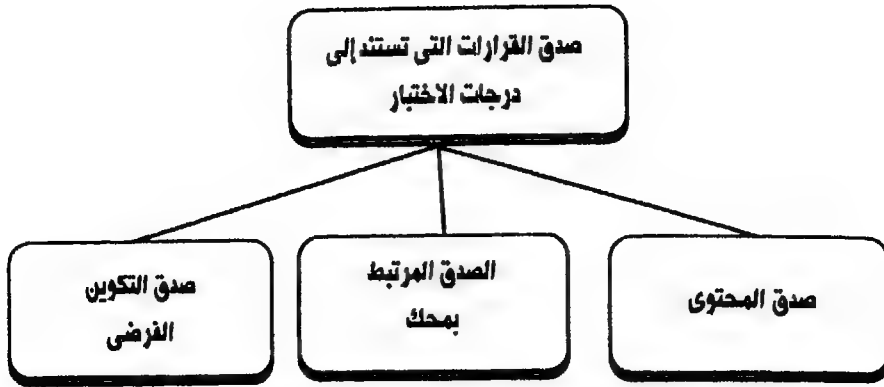 صدق القرارات التى تستند إلى
درجات الاختبار
صدق المحتوى
الصدق المرتبط
بمحك
صدق التكوين
الفرضى